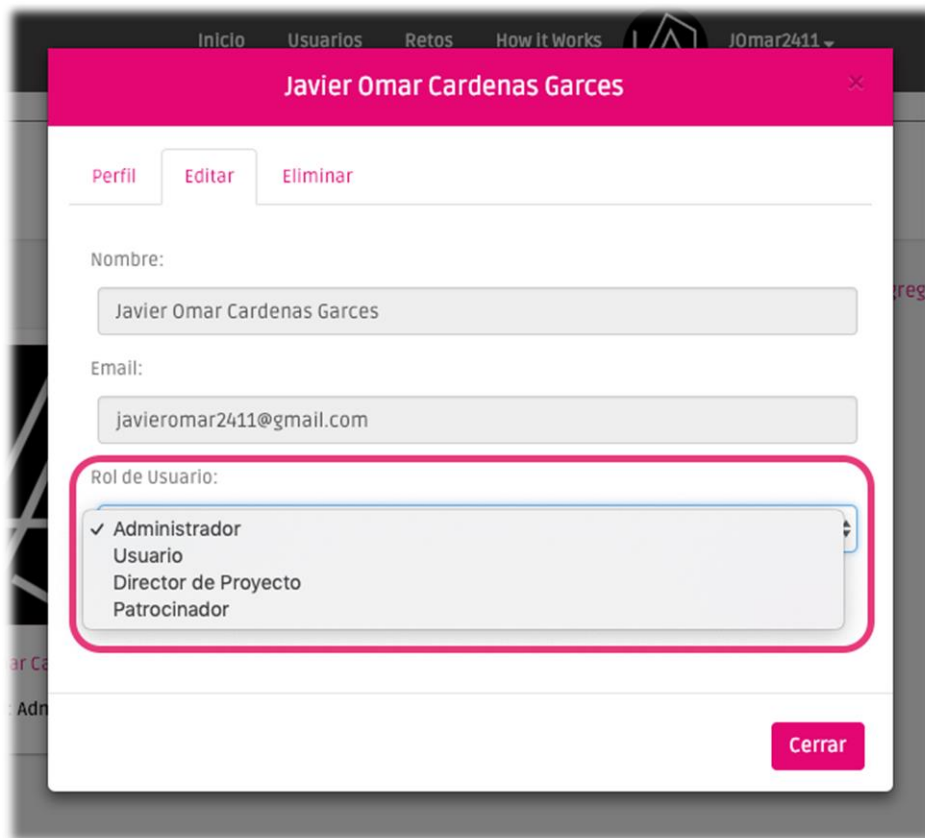 Inicio Usuarios Retos How it Works JOmar2411
Javier Omar Cardenas Garces ×
Perfil Editar Eliminar
Nombre:
Javier Omar Cardenas Garces
Email:
javieromar2411@gmail.com
Rol de Usuario:
✓ Administrador
Usuario
Director de Proyecto
Patrocinador
Cerrar